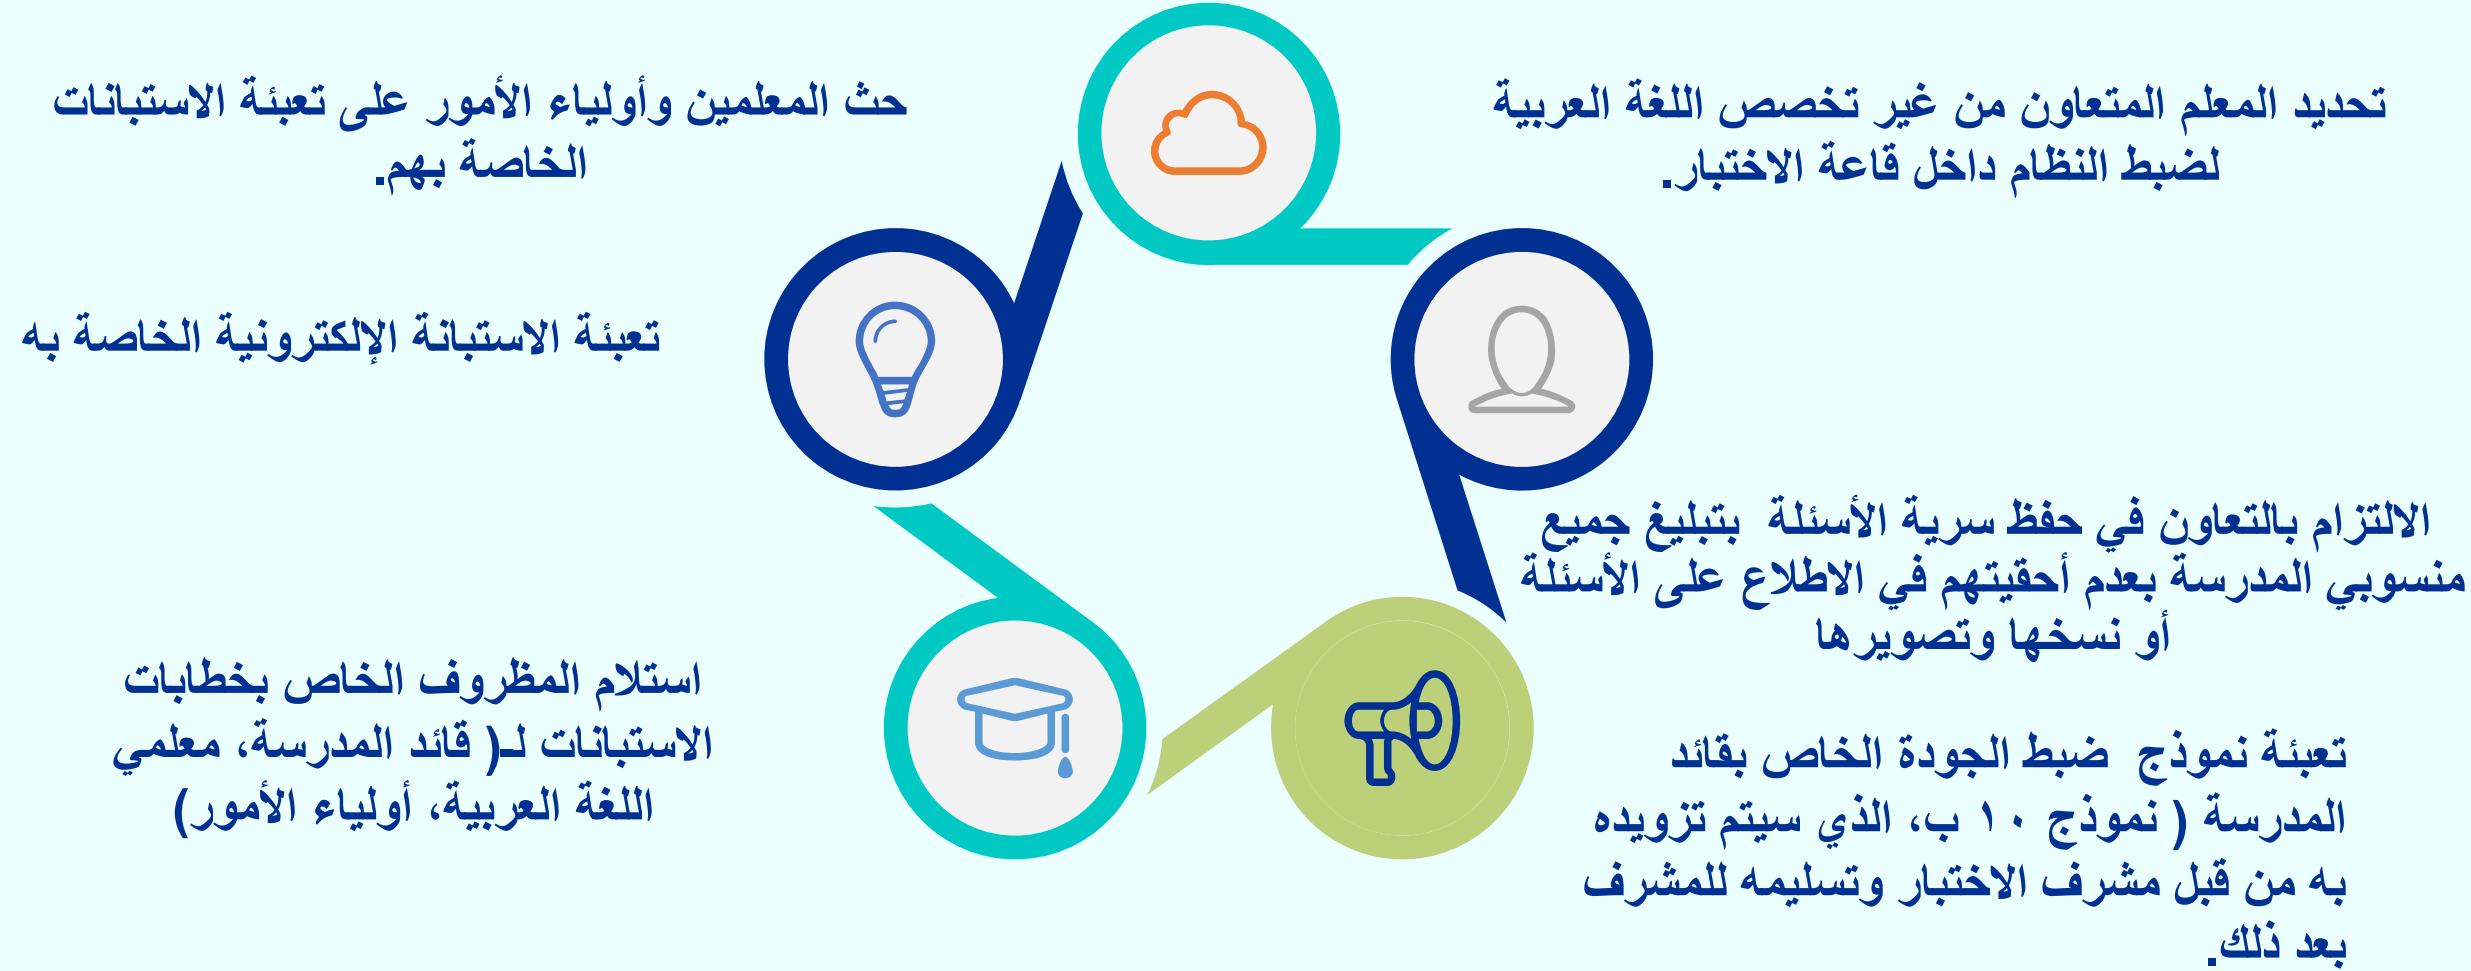 تحديد المعلم المتعاون من غير تخصص اللغة العربية
لضبط النظام داخل قاعة الاختبار.
الالتزام بالتعاون في حفظ سرية الأسئلة  بتبليغ جميع
منسوبي المدرسة بعدم أحقيتهم في الاطلاع على الأسئلة
أو نسخها وتصويرها
تعبئة نموذج  ضبط الجودة الخاص بقائد
المدرسة ( نموذج ١٠ ب، الذي سيتم تزويده
به من قبل مشرف الاختبار وتسليمه للمشرف
بعد ذلك.
حث المعلمين وأولياء الأمور على تعبئة الاستبانات
الخاصة بهم.
تعبئة الاستبانة الإلكترونية الخاصة به
استلام المظروف الخاص بخطابات
الاستبانات لـ( قائد المدرسة، معلمي
اللغة العربية، أولياء الأمور)